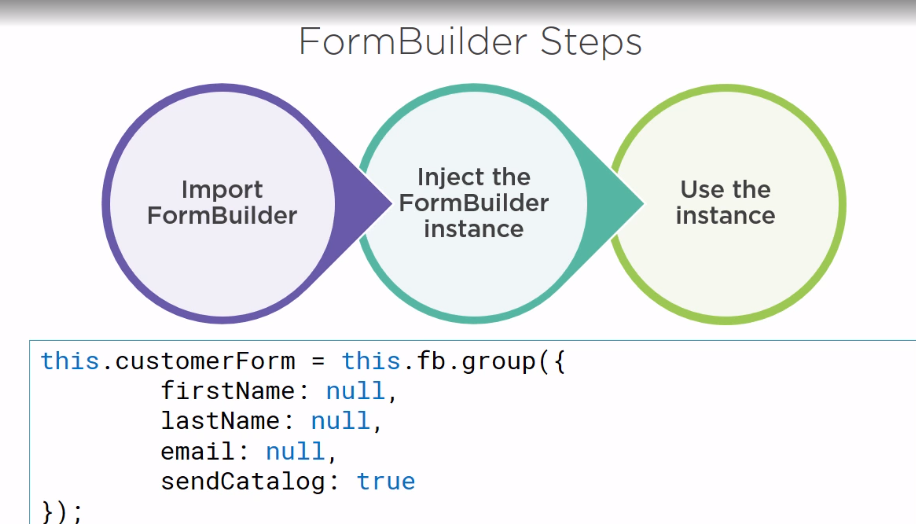 FormBuilder Steps
Import
FormBuilder
Inject the
FormBuilder
instance
Use the
instance
this.customerForm = this.fb.group({
        firstName: null,
        lastName: null,
        email: null,
        sendCatalog: true
});